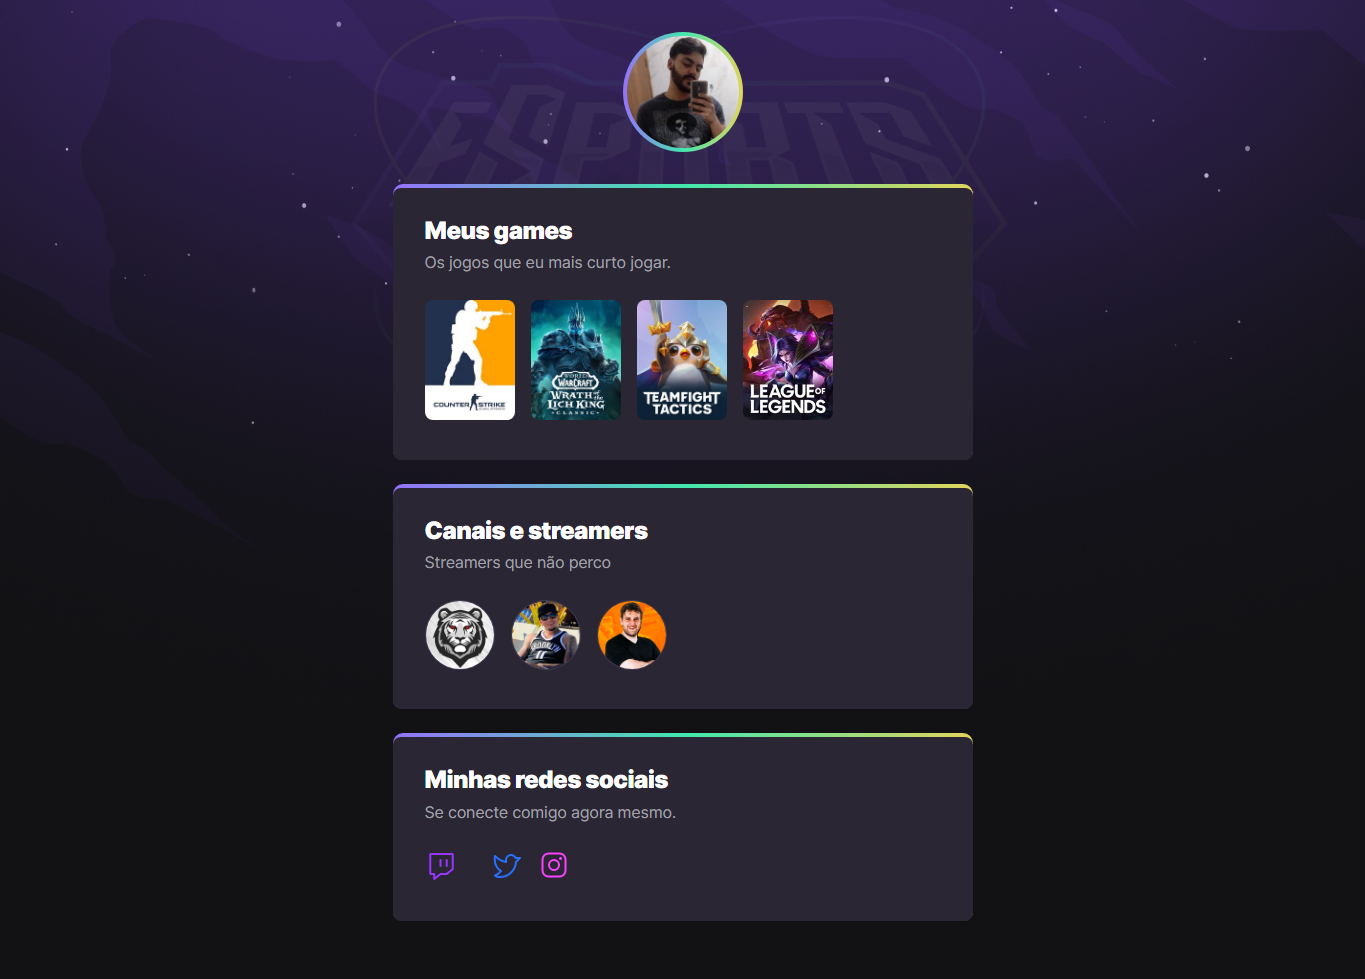 ESPORTS
Meus games
Os jogos que eu mais curto jogar.
COUNTER STRIKE
WORLD
WARCRAFT
WRATH of the
LICH KING
CLASSIC
TEAMFIGHT
TACTICS
LEAGUE OF
LEGENDS
Canais e streamers
Streamers que não perco
BROOKLYN
11
Minhas redes sociais
Se conecte comigo agora mesmo.